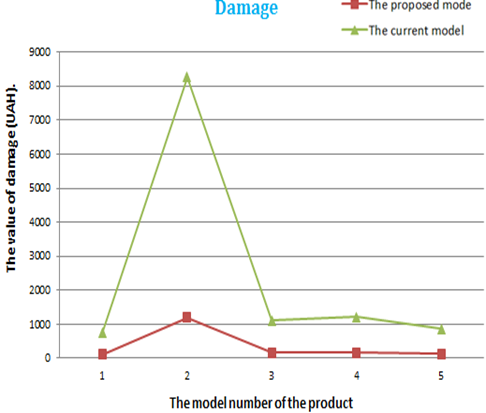 Damage
The proposed mode
The current model
The value of damage (UAH).
9000
8000
7000
6000
5000
4000
3000
2000
1000
0
1 2 3 4 5
The model number of the product